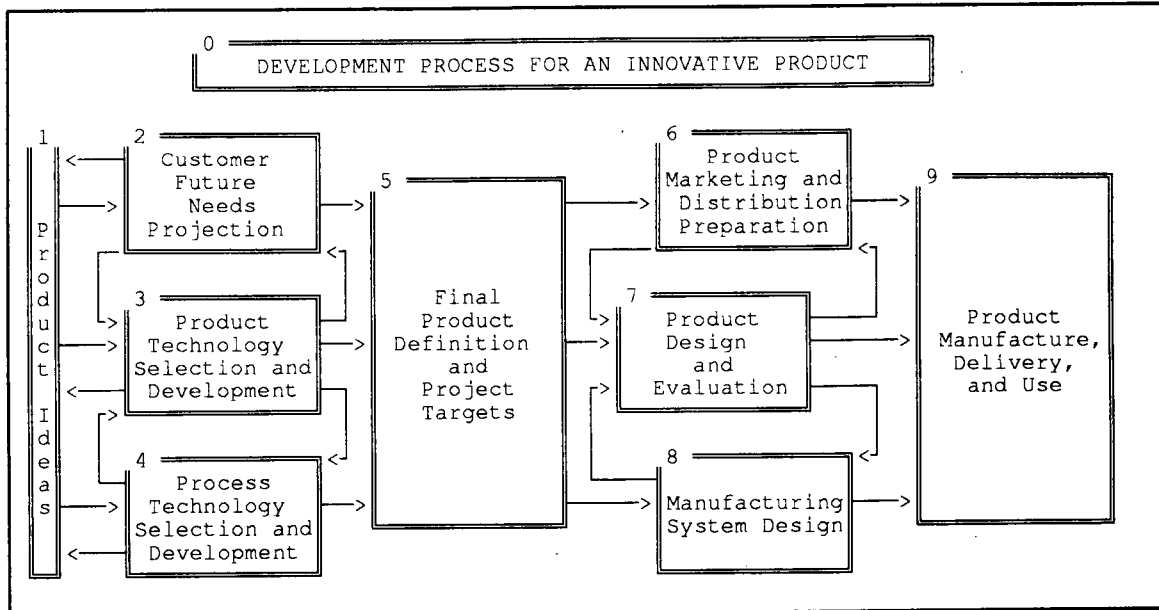 0
DEVELOPMENT PROCESS FOR AN INNOVATIVE PRODUCT
1
Product Ideas
2
Customer
Future
Needs
Projection
3
Product
Technology
Selection and
Development
4
Process
Technology
Selection and
Development
5
Final
Product
Definition
and
Project
Targets
6
Product
Marketing and
Distribution
Preparation
7
Product
Design
and
Evaluation
8
Manufacturing
System Design
9
Product
Manufacture,
Delivery,
and Use